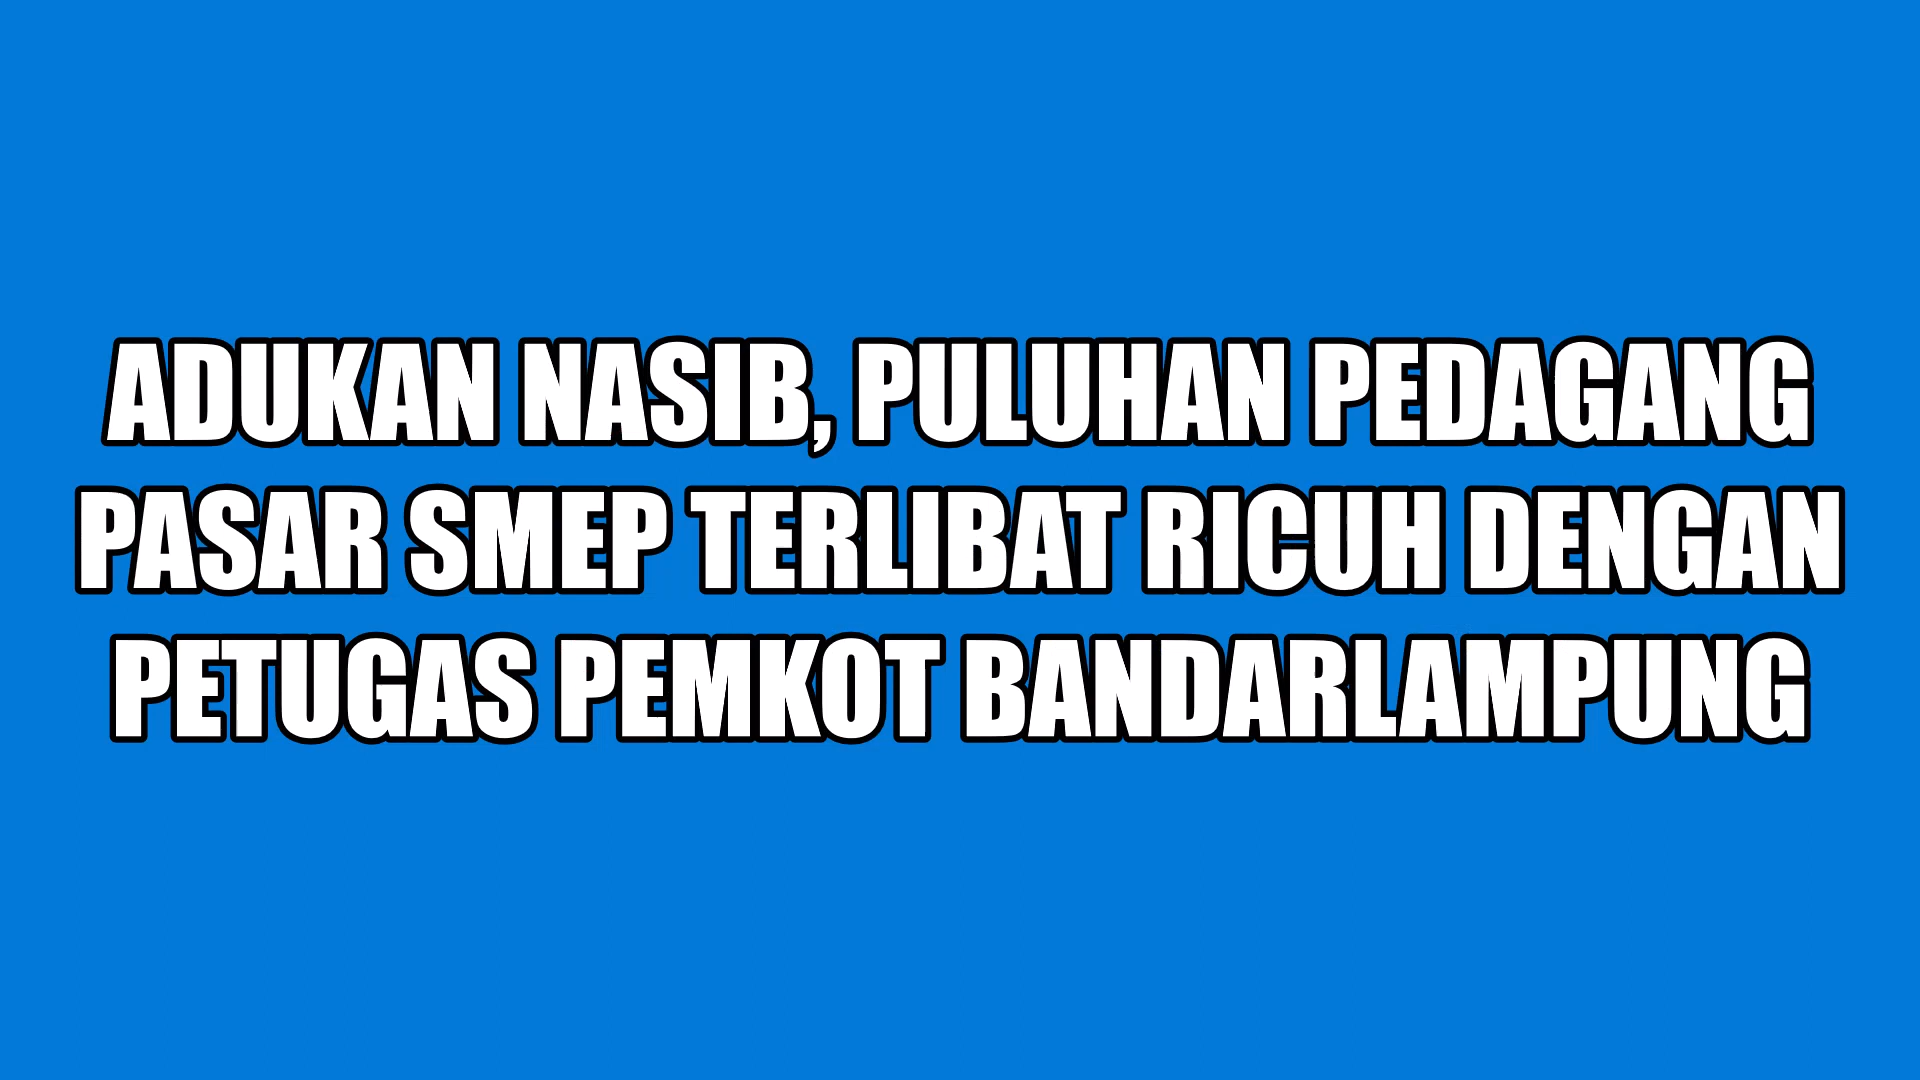 ADUKAN NASIB, PULUHAN PEDAGANG
PASAR SMEP TERLIBAT RICUH DENGAN
PETUGAS PEMKOT BANDARLAMPUNG